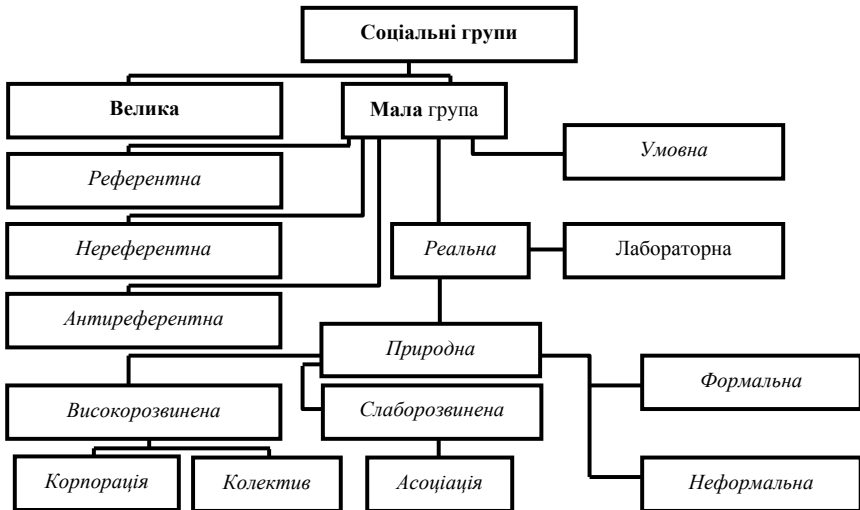 Соціальні групи
Велика
Мала група
Умовна
Референтна
Нереферентна
Реальна
Лабораторна
Антиреферентна
Природна
Формальна
Високорозвинена
Слаборозвинена
Корпорація
Колектив
Асоціація
Неформальна